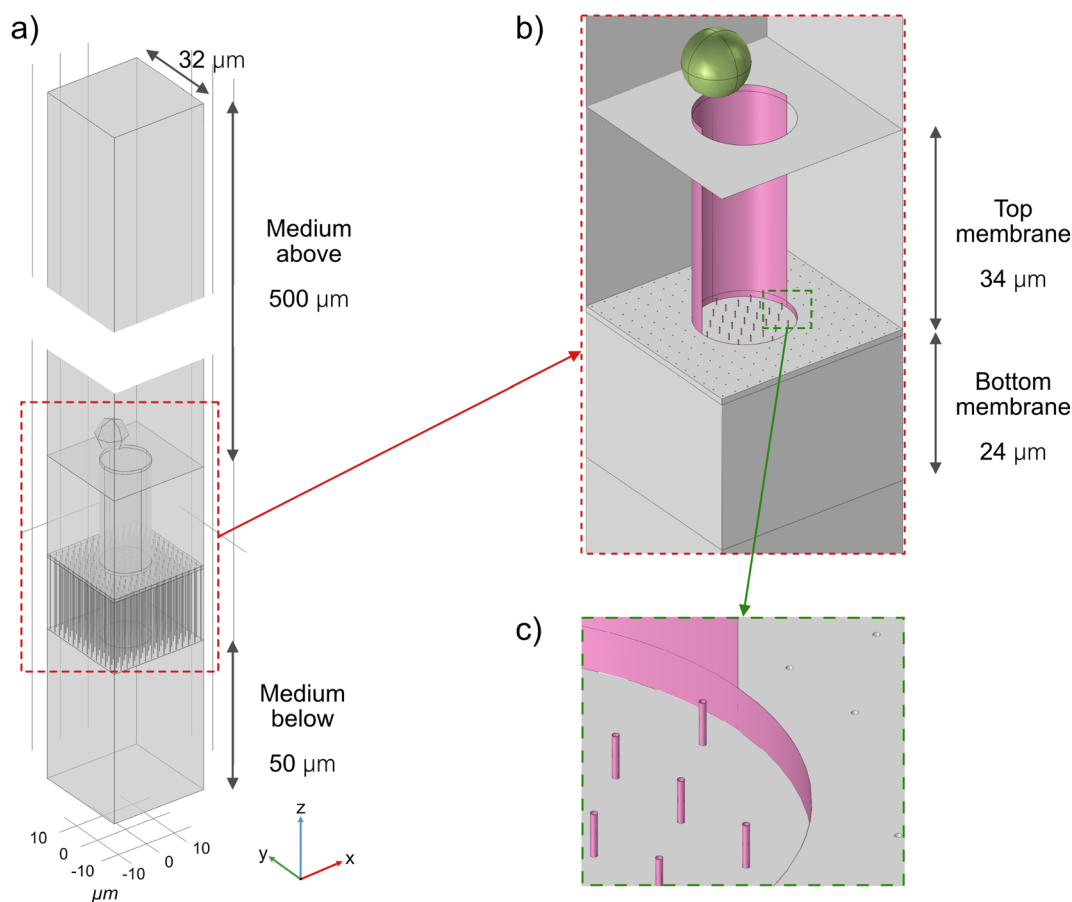 a)
32 µm
Medium
above
500 µm
Medium
below
50 µm
10
0
-10
-10
0
10
µm
z
y
x
b)
Top
membrane
34 µm
Bottom
membrane
24 µm
c)